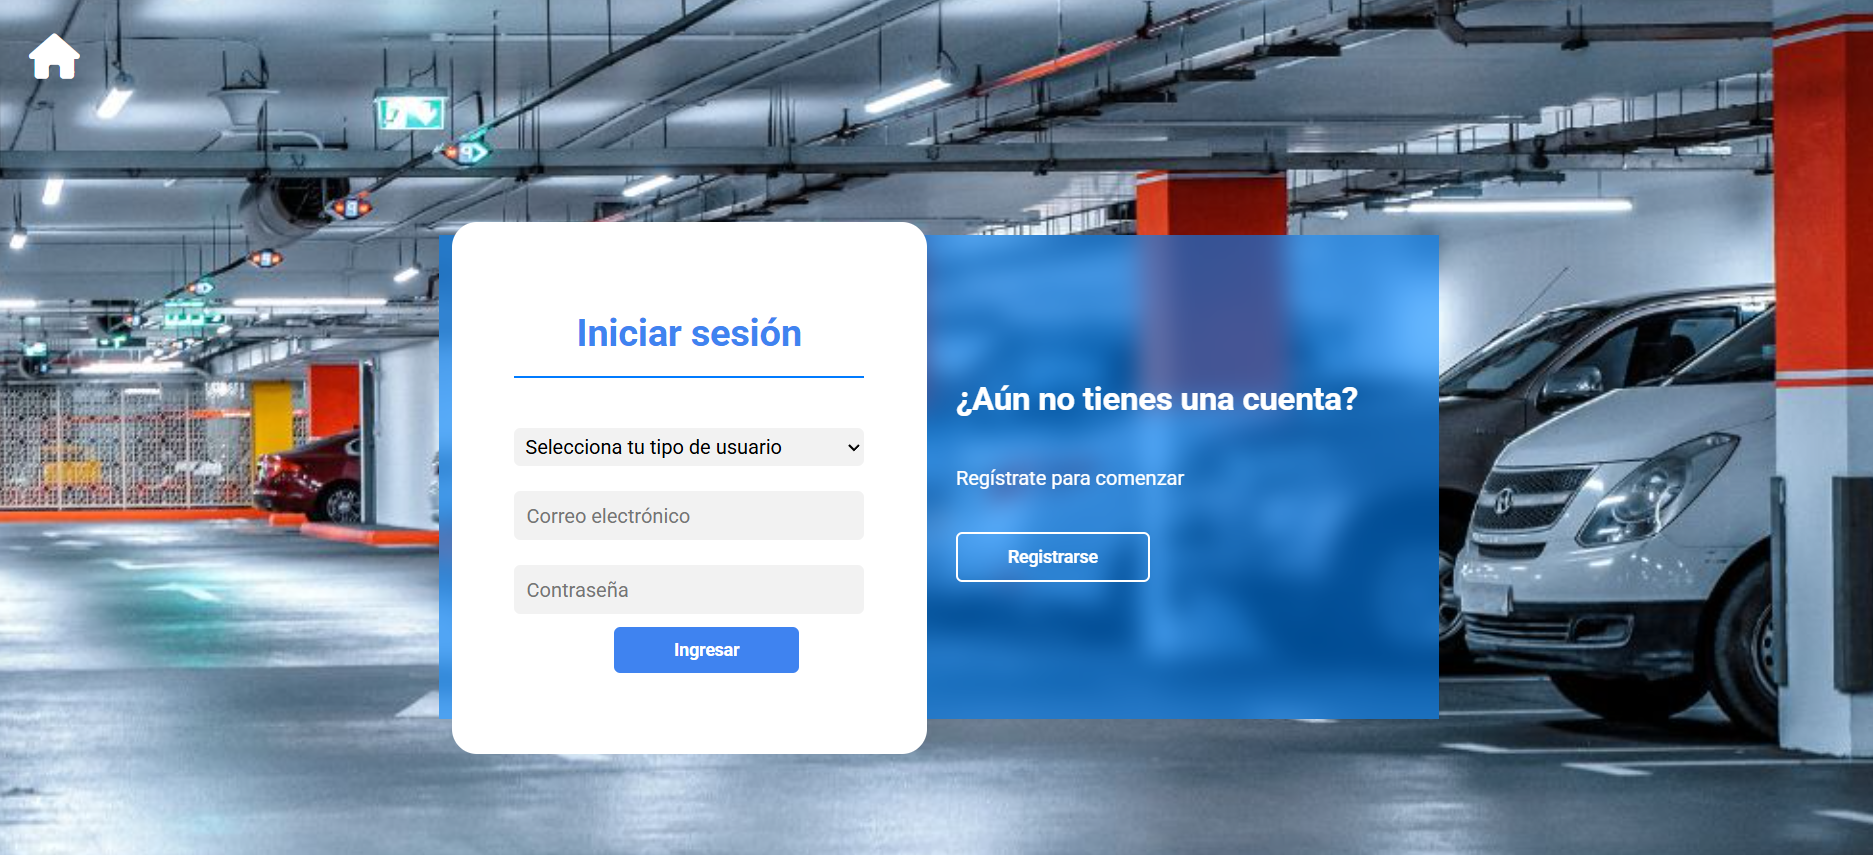 Iniciar sesión
Selecciona tu tipo de usuario
Correo electrónico
Contraseña
Ingresar
¿Aún no tienes una cuenta?
Regístrate para comenzar
Registrarse